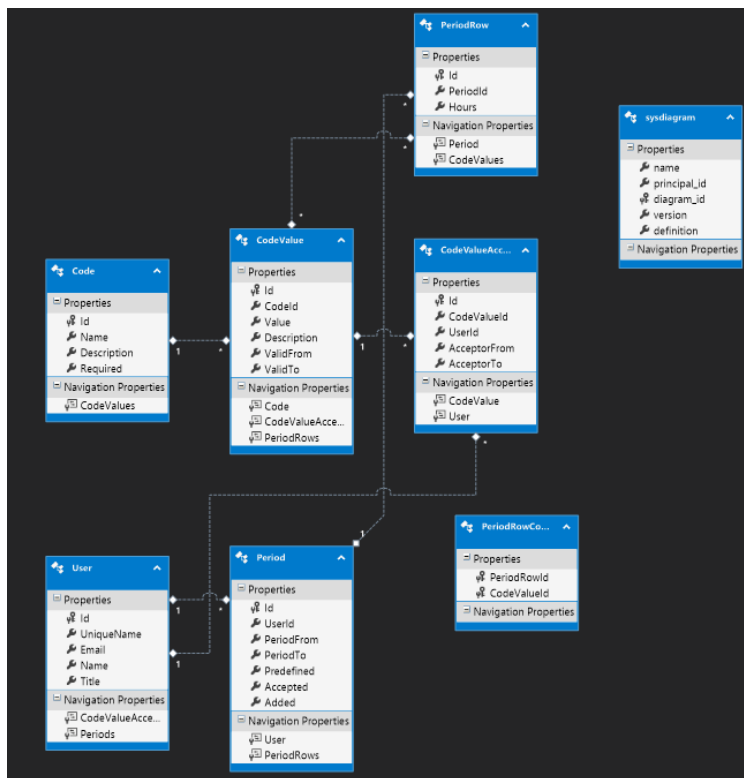 PeriodRow
Properties
Id
PeriodId
Hours
Navigation Properties
Period
CodeValues
*
*
sysdiagram
Properties
name
principal_id
diagram_id
version
definition
Navigation Properties
*
CodeValue
Properties
Id
CodeId
Value
Description
ValidFrom
ValidTo
Navigation Properties
Code
CodeValueAcce...
PeriodRows
CodeValueAcc...
Properties
Id
CodeValueId
UserId
AcceptorFrom
AcceptorTo
Navigation Properties
CodeValue
User
Code
Properties
Id
Name
Description
Required
Navigation Properties
CodeValues
1
*
1
*
*
1
PeriodRowCo...
Properties
PeriodRowId
CodeValueId
Navigation Properties
User
Properties
Id
UniqueName
Email
Name
Title
Navigation Properties
CodeValueAcce...
Periods
1
*
1
Period
Properties
Id
UserId
PeriodFrom
PeriodTo
Predefined
Accepted
Added
Navigation Properties
User
PeriodRows